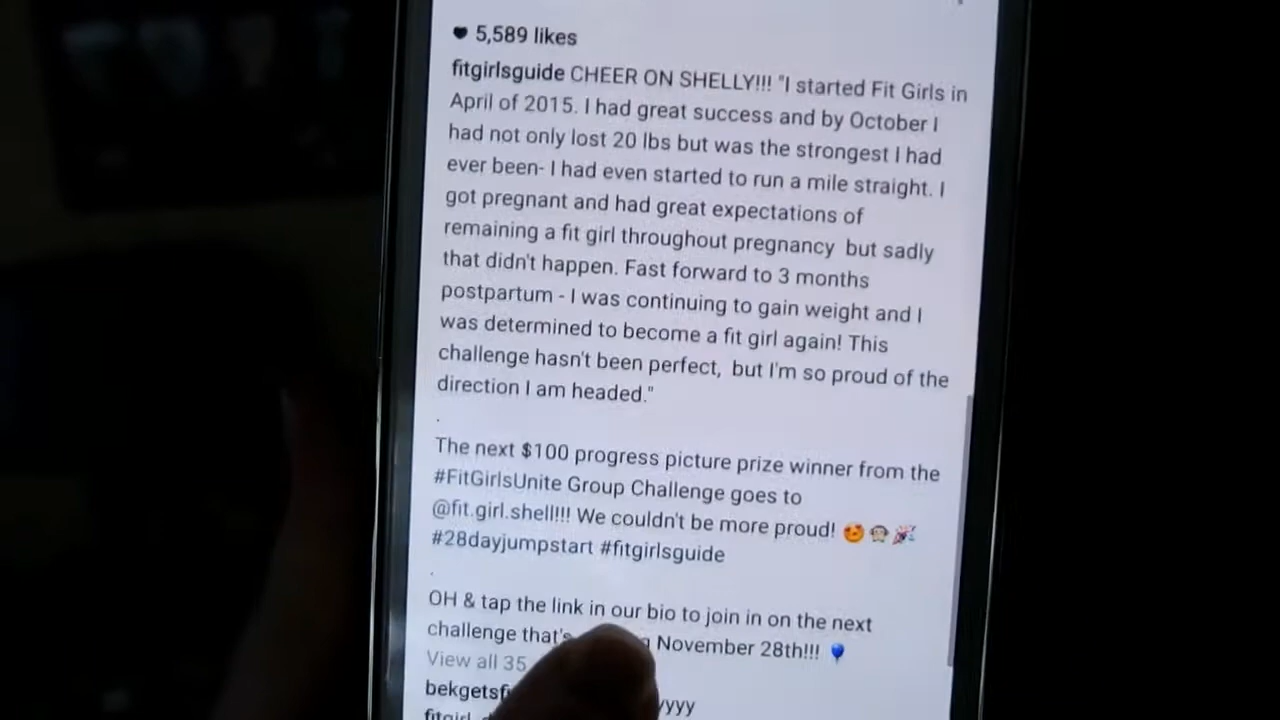 5,589 likes
fitgirlsguide CHEER ON SHELLY!!! "I started Fit Girls in
April of 2015. I had great success and by October I
had not only lost 20 lbs but was the strongest I had
ever been- I had even started to run a mile straight. I
got pregnant and had great expectations of
remaining a fit girl throughout pregnancy but sadly
that didn't happen. Fast forward to 3 months
postpartum - I was continuing to gain weight and I
was determined to become a fit girl again! This
challenge hasn't been perfect, but I'm so proud of the
direction I am headed."
.
The next $100 progress picture prize winner from the
#FitGirlsUnite Group Challenge goes to
@fit.girl.shell!!! We couldn't be more proud! 😍🙊🎉
#28dayjumpstart #fitgirlsguide
.
OH & tap the link in our bio to join in on the next
challenge November 28th!!! 🎈
View all 35